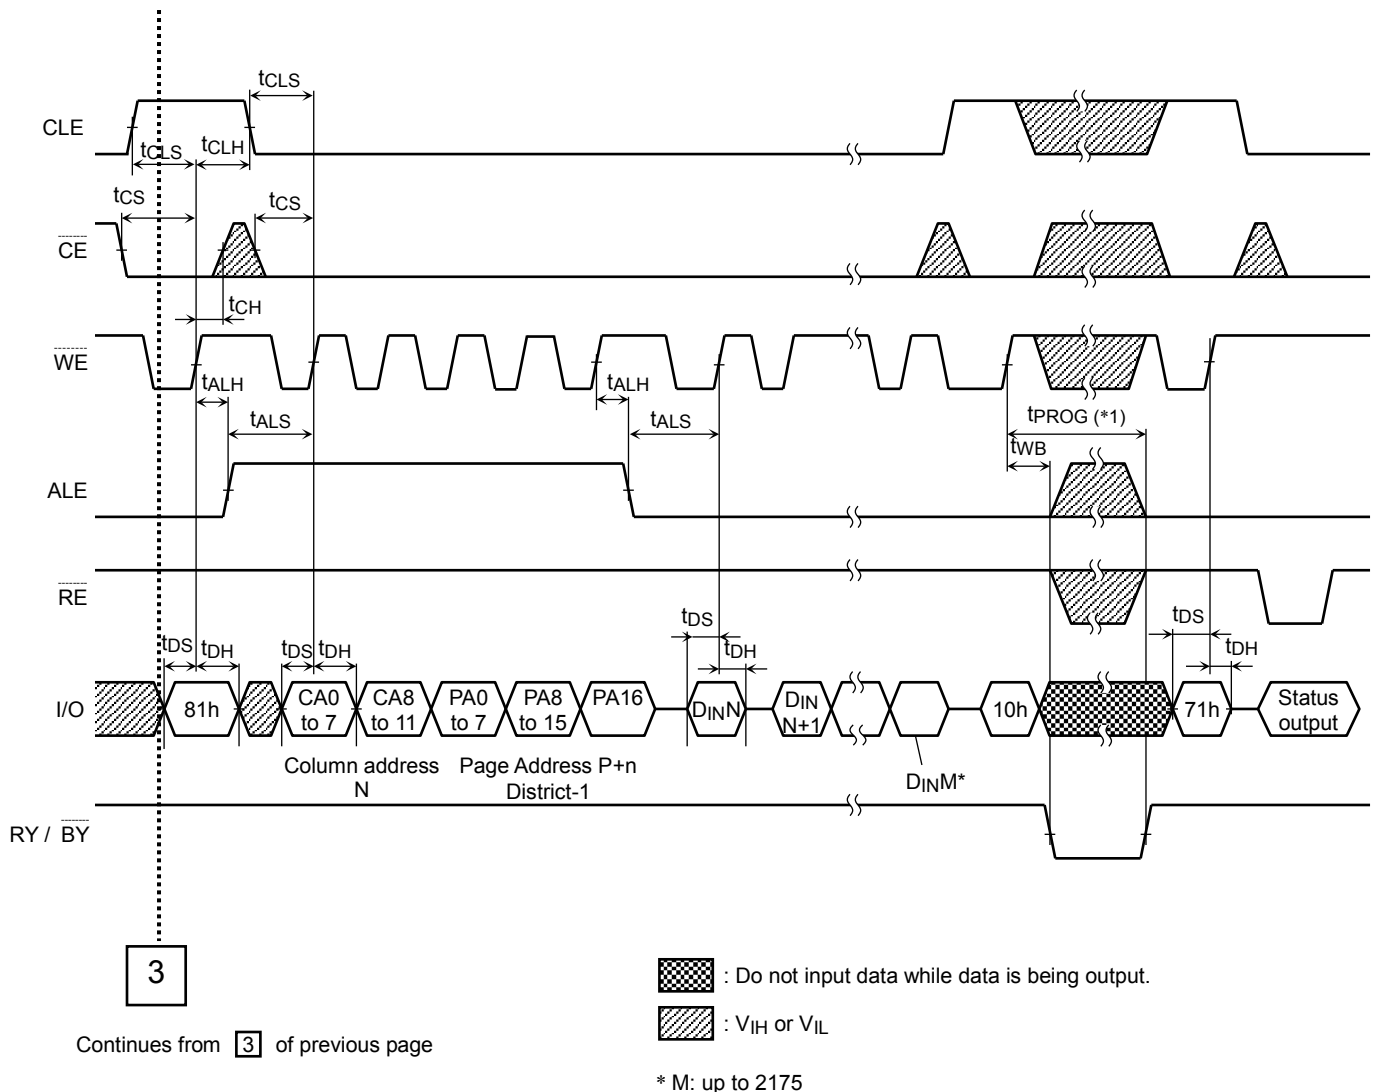 tCLS
CLE
tCLS
tCLH
tCS
tCS
CE
tCH
WE
tALH
tALH
tPROG (*1)
tALS
tALS
tWB
ALE
RE
tDS
tDS
tDS
tDH
tDS
tDH
tDH
tDH
I/O
81h
CA0 to 7
CA8 to 11
PA0 to 7
PA8 to 15
PA16
DINN
DIN N+1
10h
71h
Status output
Column address N
Page Address P+n District-1
DINM*
RY / BY
3
: Do not input data while data is being output.
: VIH or VIL
Continues from 3 of previous page
* M: up to 2175